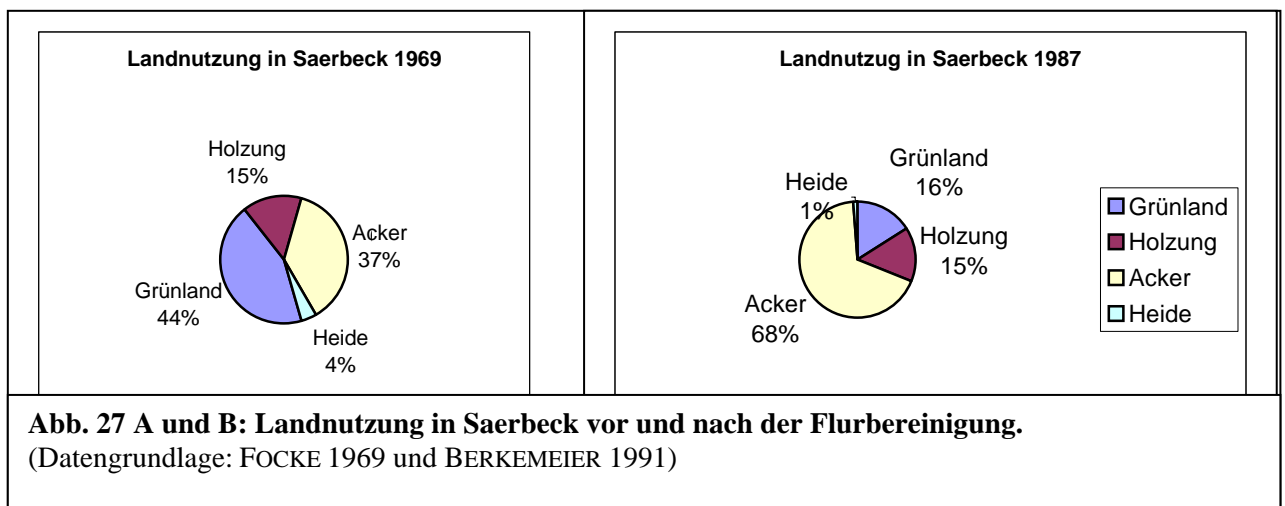 Landnutzung in Saerbeck 1969
Holzung
15%
Acker
37%
Grünland
44%
Heide
4%
Landnutzug in Saerbeck 1987
Grünland
16%
Heide
1%
Holzung
15%
Acker
68%
Grünland
Holzung
Acker
Heide
Abb. 27 A und B: Landnutzung in Saerbeck vor und nach der Flurbereinigung.
(Datengrundlage: FOCKE 1969 und BERKEMEIER 1991)